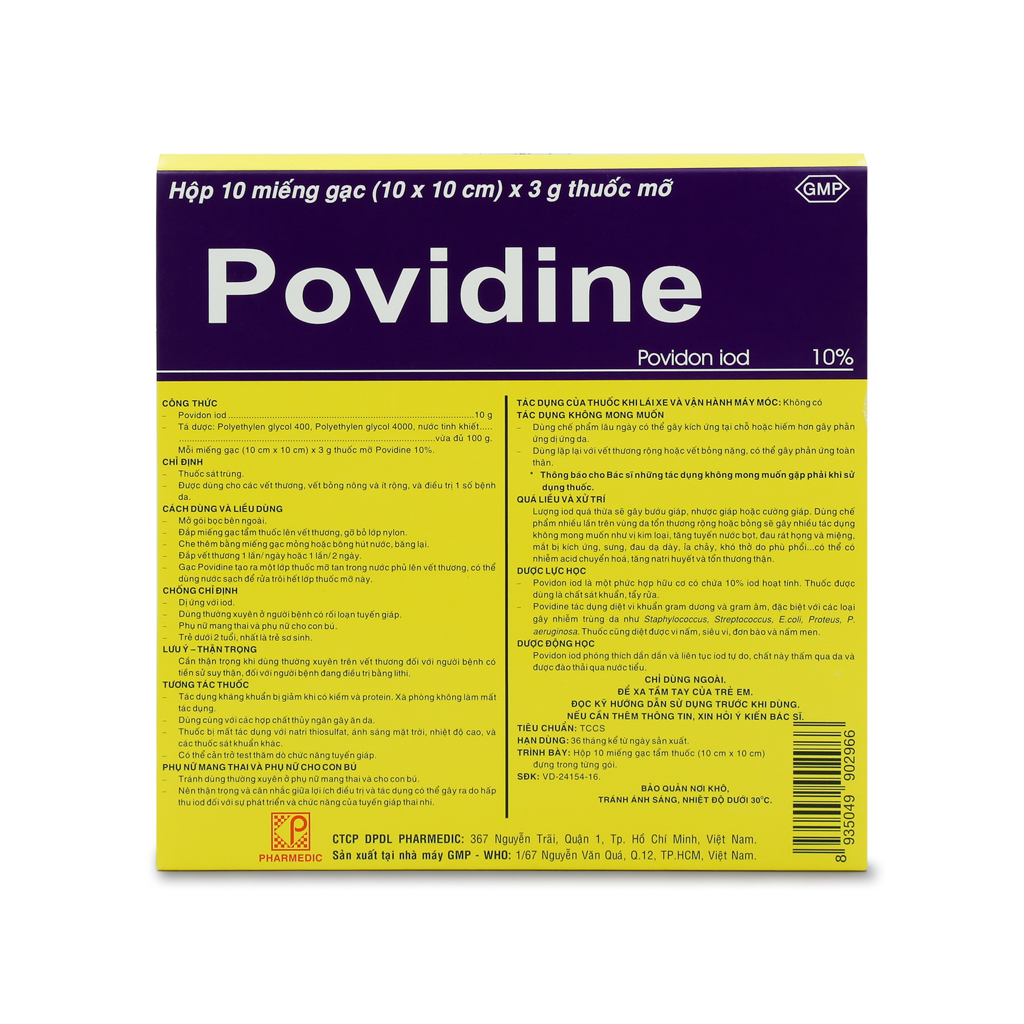 Hộp 10 miếng gạc (10 x 10 cm) x 3 g thuốc mỡ
GMP
Povidine
Povidon iod 10%
CÔNG THỨC
– Povidon iod ........................................................................10 g
– Tá dược: Polyethylen glycol 400, Polyethylen glycol 4000, nước tinh khiết.....
...........................................................................vừa đủ 100 g.
Mỗi miếng gạc (10 cm x 10 cm) x 3 g thuốc mỡ Povidine 10%.
CHỈ ĐỊNH
– Thuốc sát trùng.
– Được dùng cho các vết thương, vết bỏng nông và ít rộng, và điều trị 1 số bệnh
da.
CÁCH DÙNG VÀ LIỀU DÙNG
– Mở gói bọc bên ngoài.
– Đắp miếng gạc tẩm thuốc lên vết thương, gỡ bỏ lớp nylon.
– Che thêm bằng miếng gạc mỏng hoặc bông hút nước, băng lại.
– Đắp vết thương 1 lần/ ngày hoặc 1 lần/ 2 ngày.
– Gạc Povidine tạo ra một lớp thuốc mỡ tan trong nước phủ lên vết thương, có thể
dùng nước sạch để rửa trôi hết lớp thuốc mỡ này.
CHỐNG CHỈ ĐỊNH
– Dị ứng với iod.
– Dùng thường xuyên ở người bệnh có rối loạn tuyến giáp.
– Phụ nữ mang thai và phụ nữ cho con bú.
– Trẻ dưới 2 tuổi, nhất là trẻ sơ sinh.
LƯU Ý – THẬN TRỌNG
Cẩn thận trọng khi dùng thường xuyên trên vết thương đối với người bệnh có
tiền sử suy thận, đối với người bệnh đang điều trị bằng lithi.
TƯƠNG TÁC THUỐC
– Tác dụng kháng khuẩn bị giảm khi có kiềm và protein. Xà phòng không làm mất
tác dụng.
– Dùng cùng với các hợp chất thủy ngân gây ăn da.
– Thuốc bị mất tác dụng với natri thiosulfat, ánh sáng mặt trời, nhiệt độ cao, và
các thuốc sát khuẩn khác.
– Có thể cản trở test thăm dò chức năng tuyến giáp.
PHỤ NỮ MANG THAI VÀ PHỤ NỮ CHO CON BÚ
– Tránh dùng thường xuyên ở phụ nữ mang thai và cho con bú.
– Nên thận trọng và cân nhắc giữa lợi ích điều trị và tác dụng có thể gây ra do hấp
thu iod đối với sự phát triển và chức năng của tuyến giáp thai nhi.
TÁC DỤNG CỦA THUỐC KHI LÁI XE VÀ VẬN HÀNH MÁY MÓC: Không có
TÁC DỤNG KHÔNG MONG MUỐN
– Dùng chế phẩm lâu ngày có thể gây kích ứng tại chỗ hoặc hiếm hơn gây phản
ứng dị ứng da.
– Dùng lặp lại với vết thương rộng hoặc vết bỏng nặng, có thể gây phản ứng toàn
thân.
* Thông báo cho Bác sĩ những tác dụng không mong muốn gặp phải khi sử
dụng thuốc.
QUÁ LIỀU VÀ XỬ TRÍ
Lượng iod quá thừa sẽ gây bướu giáp, nhược giáp hoặc cường giáp. Dùng chế
phẩm nhiều lần trên vùng da tổn thương rộng hoặc bỏng sẽ gây nhiều tác dụng
không mong muốn như vị kim loại, tăng tuyến nước bọt, đau rát họng và miệng,
mắt bị kích ứng, sưng, đau dạ dày, ỉa chảy, khó thở do phù phổi...có thể có
nhiễm acid chuyển hoá, tăng natri huyết và tổn thương thận.
DƯỢC LỰC HỌC
– Povidon iod là một phức hợp hữu cơ có chứa 10% iod hoạt tính. Thuốc được
dùng là chất sát khuẩn, tẩy rửa.
– Povidine tác dụng diệt vi khuẩn gram dương và gram âm, đặc biệt với các loại
gây nhiễm trùng da như Staphylococcus, Streptococcus, E.coli, Proteus, P.
aeruginosa. Thuốc cũng diệt được vi nấm, siêu vi, đơn bào và nấm men.
DƯỢC ĐỘNG HỌC
Povidon iod phóng thích dần dần và liên tục iod tự do, chất này thấm qua da và
được đào thải qua nước tiểu.
CHỈ DÙNG NGOÀI.
ĐỂ XA TẦM TAY CỦA TRẺ EM.
ĐỌC KỸ HƯỚNG DẪN SỬ DỤNG TRƯỚC KHI DÙNG.
NẾU CẦN THÊM THÔNG TIN, XIN HỎI Ý KIẾN BÁC SĨ.
TIÊU CHUẨN: TCCS
HẠN DÙNG: 36 tháng kể từ ngày sản xuất.
TRÌNH BÀY: Hộp 10 miếng gạc tẩm thuốc (10 cm x 10 cm)
đựng trong từng gói.
SĐK: VD-24154-16.
BẢO QUẢN NƠI KHÔ,
TRÁNH ÁNH SÁNG, NHIỆT ĐỘ DƯỚI 30°C.
8 935049 902966
PHARMEDIC
CTCP DPDL PHARMEDIC: 367 Nguyễn Trãi, Quận 1, Tp. Hồ Chí Minh, Việt Nam.
Sản xuất tại nhà máy GMP - WHO: 1/67 Nguyễn Văn Quá, Q.12, TP.HCM, Việt Nam.